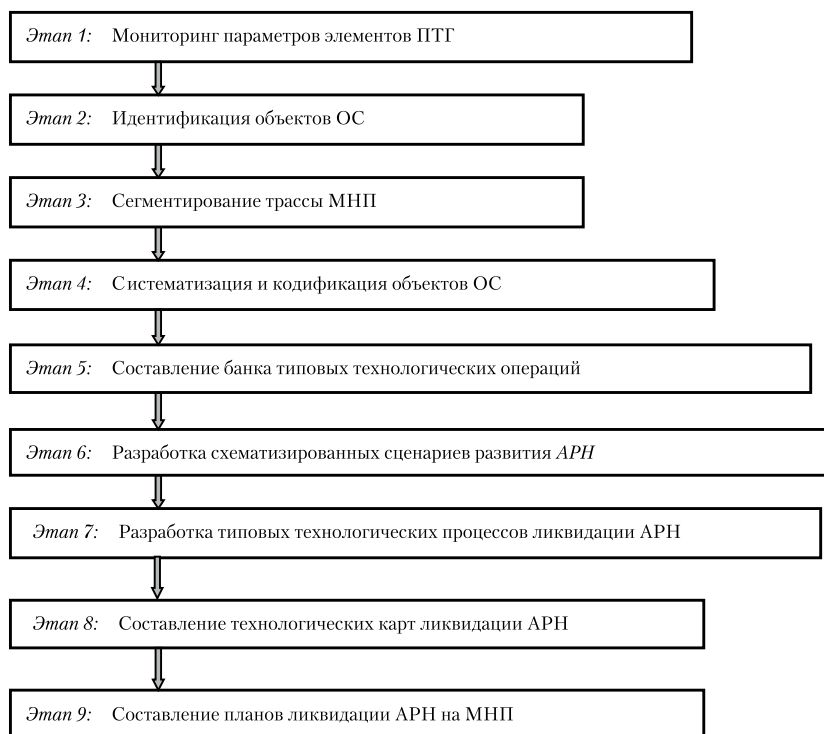 Этап 1: Мониторинг параметров элементов ПТГ
Этап 2: Идентификация объектов ОС
Этап 3: Сегментирование трассы МНП
Этап 4: Систематизация и кодификация объектов ОС
Этап 5: Составление банка типовых технологических операций
Этап 6: Разработка схематизированных сценариев развития АРН
Этап 7: Разработка типовых технологических процессов ликвидации АРН
Этап 8: Составление технологических карт ликвидации АРН
Этап 9: Составление планов ликвидации АРН на МНП